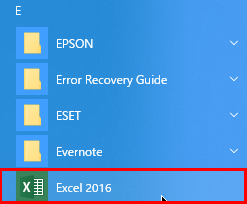 E
EPSON
Error Recovery Guide
ESET
Evernote
Excel 2016